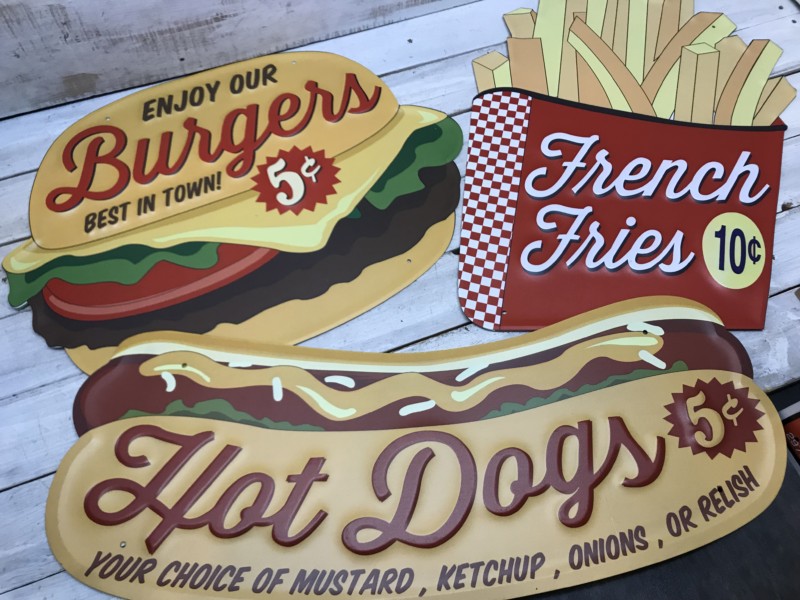 ENJOY OUR
Burgers
BEST IN TOWN!
5¢
French
Fries
10¢
Hot Dogs
5¢
YOUR CHOICE OF MUSTARD , KETCHUP , ONIONS , OR RELISH